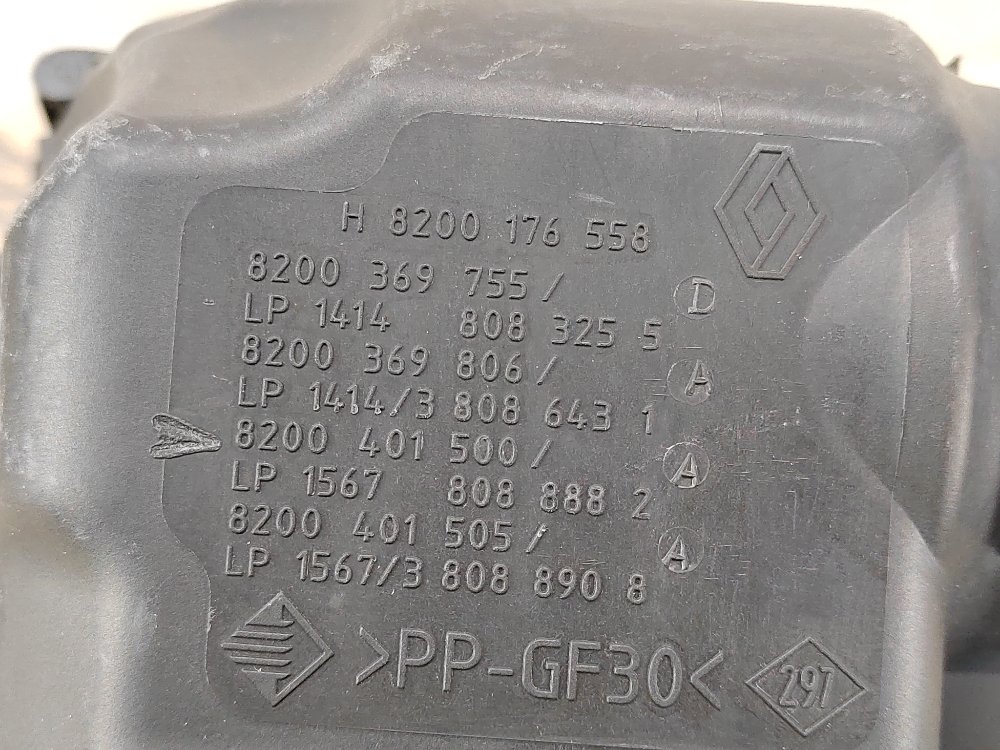 H 8200 176 558
8200 369 755/ D
LP 1414 808 325 5
8200 369 806/ A
LP 1414/3 808 643 1
8200 401 500/ A
LP 1567 808 888 2
8200 401 505/ A
LP 1567/3 808 890 8
>PP-GF30< 297